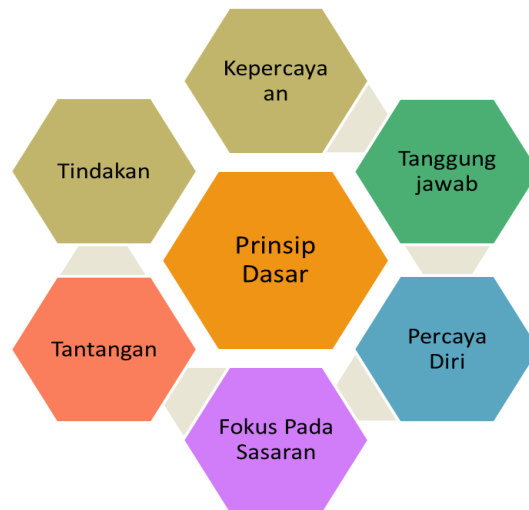 Kepercaya
an
Tanggung
jawab
Percaya
Diri
Fokus Pada
Sasaran
Tantangan
Tindakan
Prinsip
Dasar